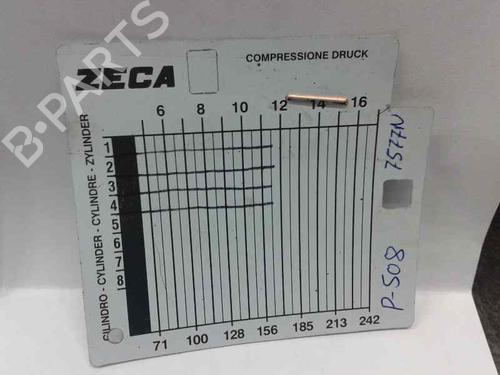 COMPRESSIONE DRUCK
ZECA
6 8 10 12 14 16
CILINDRO - CYLINDER - CYLINDRE - ZYLINDER
1
2
3
4
5
6
7
8
71 100 128 156 185 213 242
7577N
P-508
B-PARTS